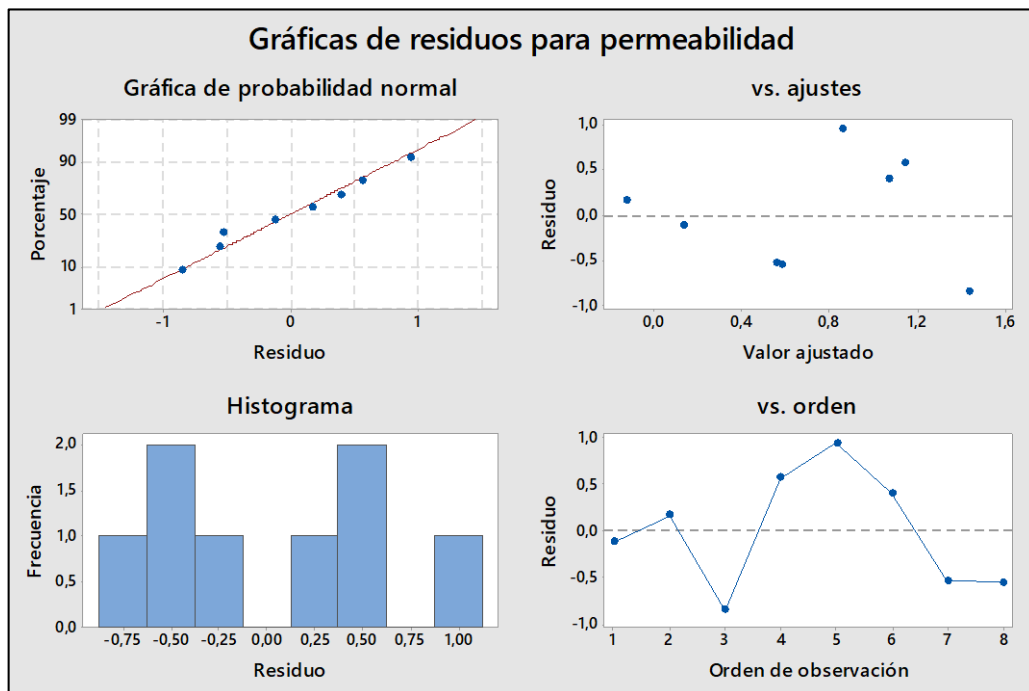 Gráficas de residuos para permeabilidad
Gráfica de probabilidad normal
99
90
50
10
1
Porcentaje
-1 0 1
Residuo
vs. ajustes
1,0
0,5
0,0
-0,5
-1,0
Residuo
0,0 0,4 0,8 1,2 1,6
Valor ajustado
Histograma
2,0
1,5
1,0
0,5
0,0
Frecuencia
-0,75 -0,50 -0,25 0,00 0,25 0,50 0,75 1,00
Residuo
vs. orden
1,0
0,5
0,0
-0,5
-1,0
Residuo
1 2 3 4 5 6 7 8
Orden de observación